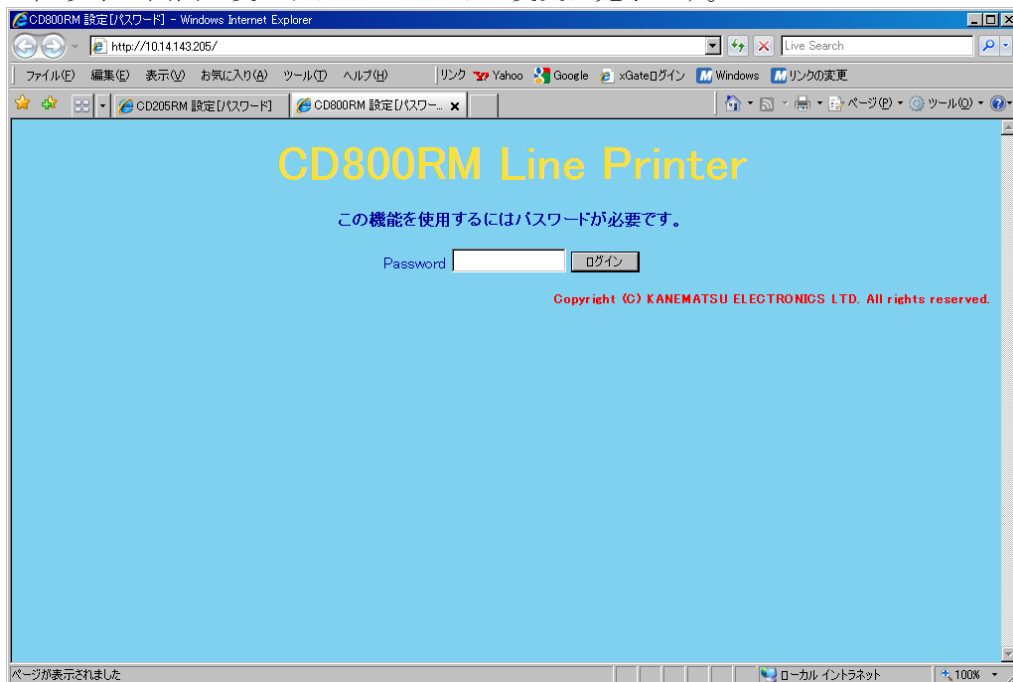 CD800RM 設定[パスワード] - Windows Internet Explorer
http://10.14.143.205/
Live Search
ファイル(F) 編集(E) 表示(V) お気に入り(A) ツール(T) ヘルプ(H) リンク Yahoo Google xGateログイン Windows リンクの変更
CD205RM 設定[パスワード] CD800RM 設定[パスワー... ページ(P) ツール(O)
CD800RM Line Printer
この機能を使用するにはパスワードが必要です。
Password ログイン
Copyright (C) KANEMATSU ELECTRONICS LTD. All rights reserved.
ページが表示されました ローカル イントラネット 100%